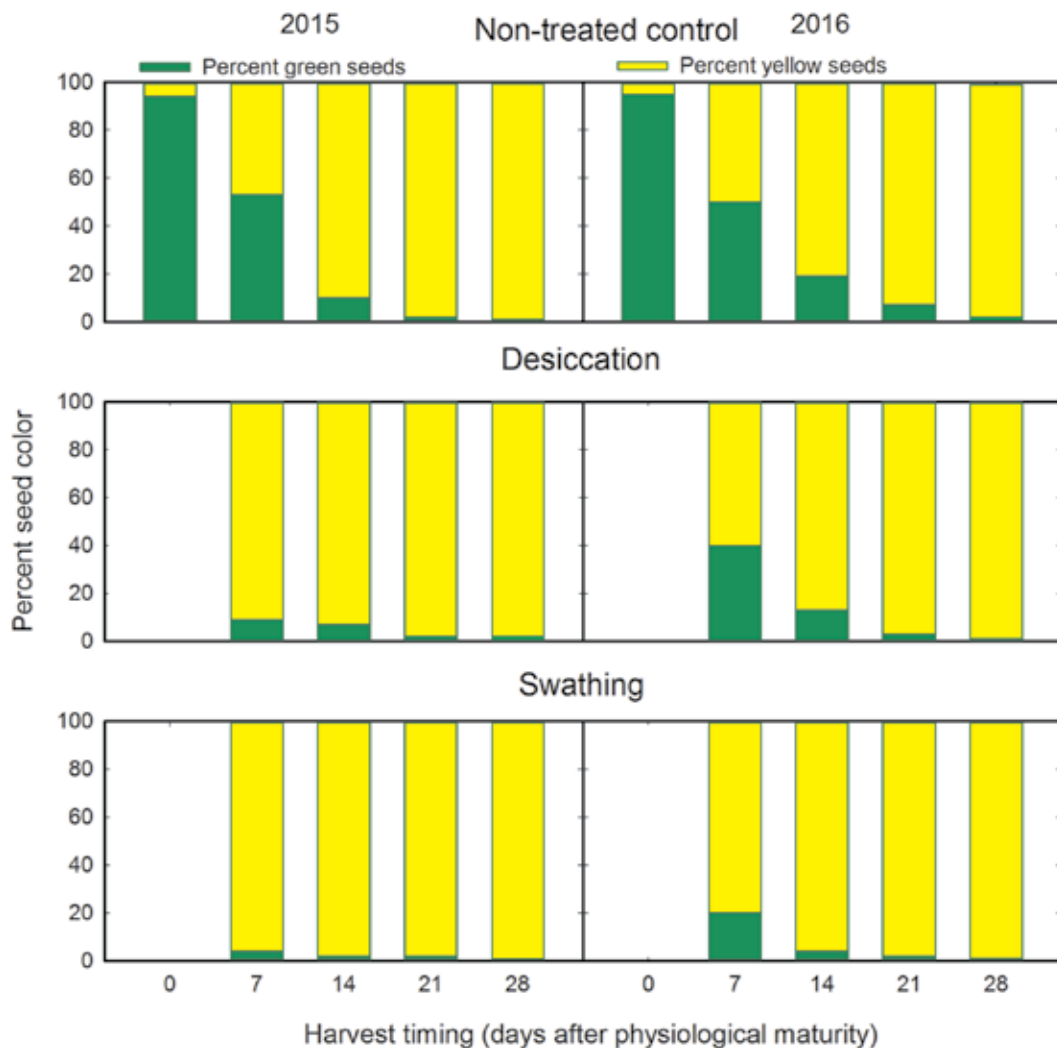 2015 Non-treated control 2016
Percent green seeds Percent yellow seeds
100
80
60
40
20
0
Desiccation
100
80
60
40
20
0
Percent seed color
Swathing
100
80
60
40
20
0
0 7 14 21 28 0 7 14 21 28
Harvest timing (days after physiological maturity)